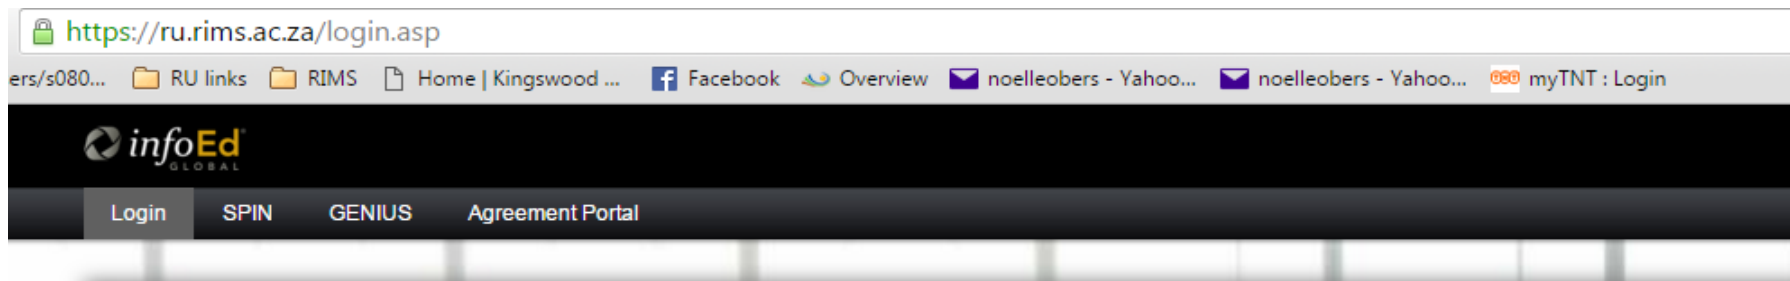 https://ru.rims.ac.za/login.asp
ers/s080... RU links RIMS Home | Kingswood ... Facebook Overview noelleobers - Yahoo... noelleobers - Yahoo... myTNT : Login
infoEd
GLOBAL
Login SPIN GENIUS Agreement Portal